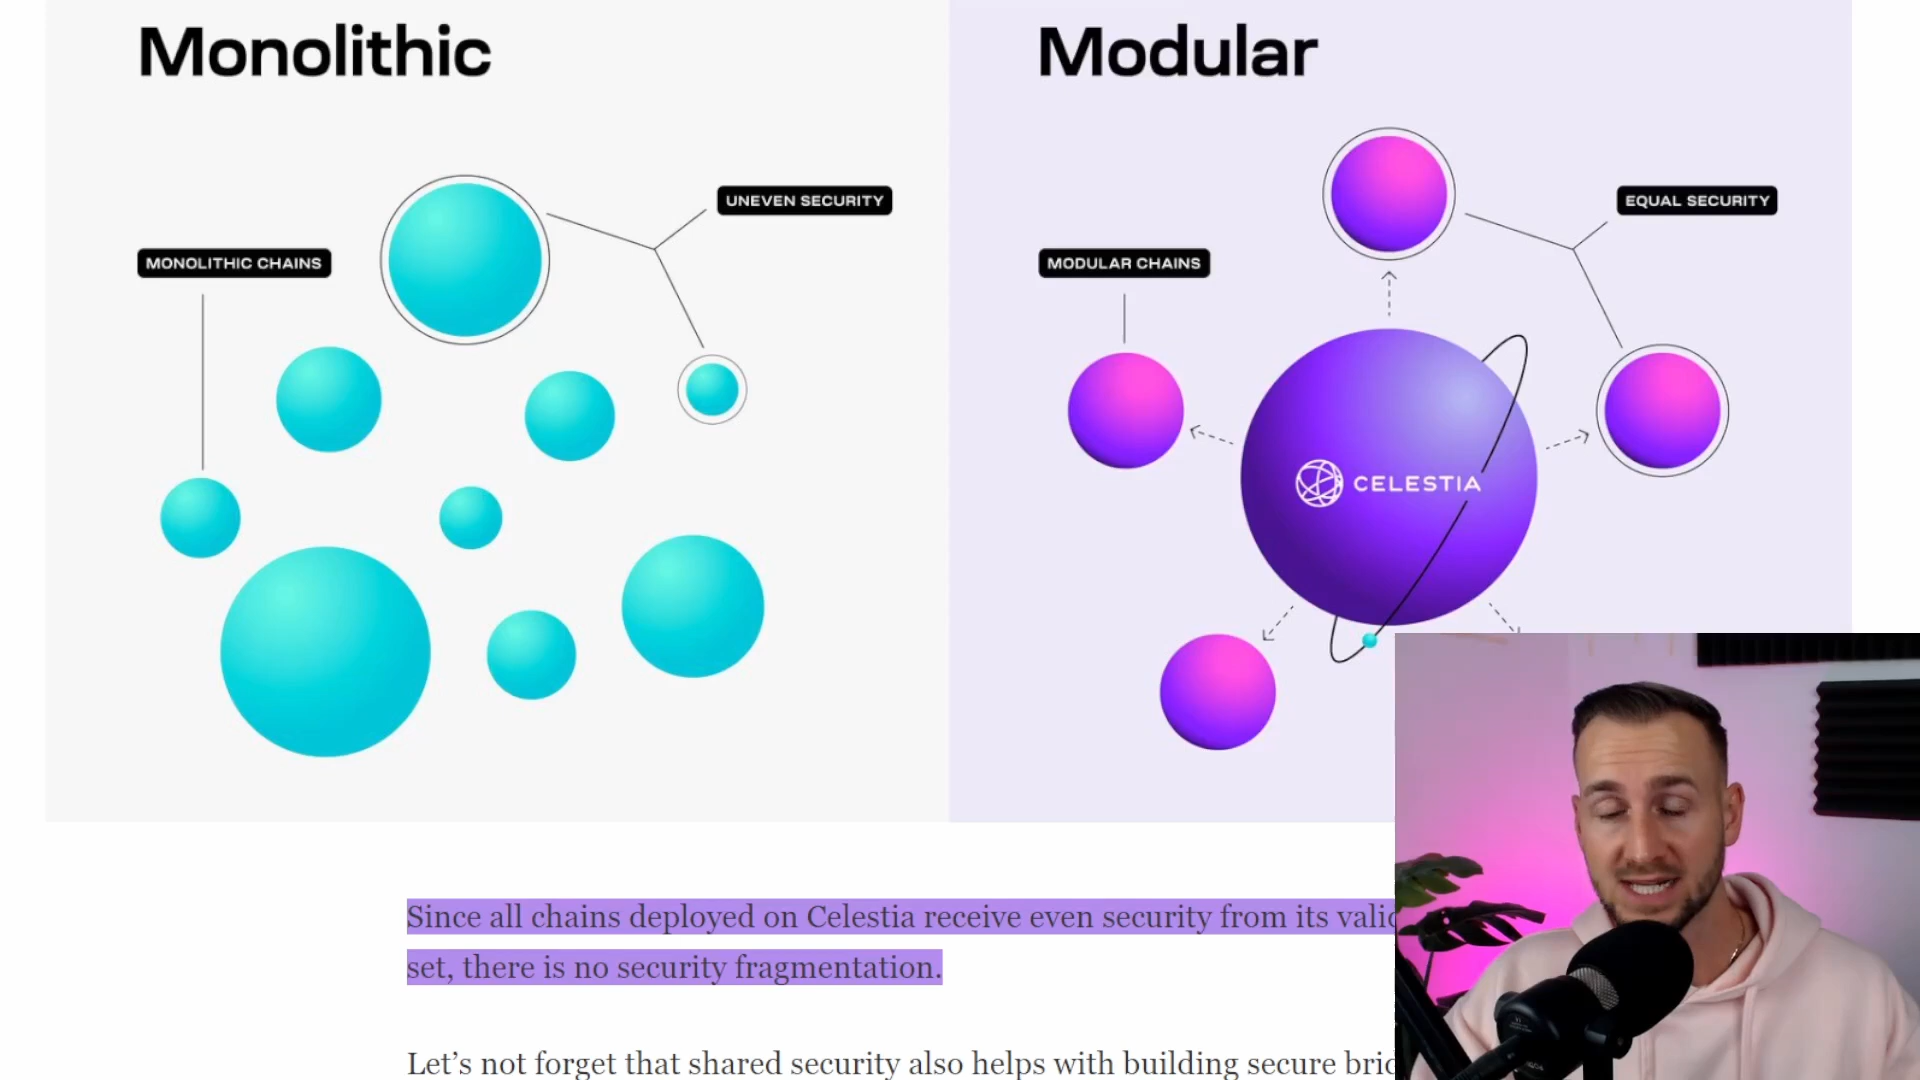 Monolithic
Modular
UNEVEN SECURITY
EQUAL SECURITY
MONOLITHIC CHAINS
MODULAR CHAINS
CELESTIA
Since all chains deployed on Celestia receive even security from its
set, there is no security fragmentation.
Let's not forget that shared security also helps with building secure